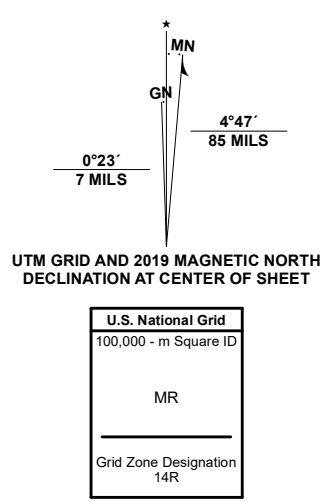 ★
MN
GN
4°47´
85 MILS
0°23´
7 MILS
UTM GRID AND 2019 MAGNETIC NORTH
DECLINATION AT CENTER OF SHEET
U.S. National Grid
100,000 - m Square ID
MR
Grid Zone Designation
14R